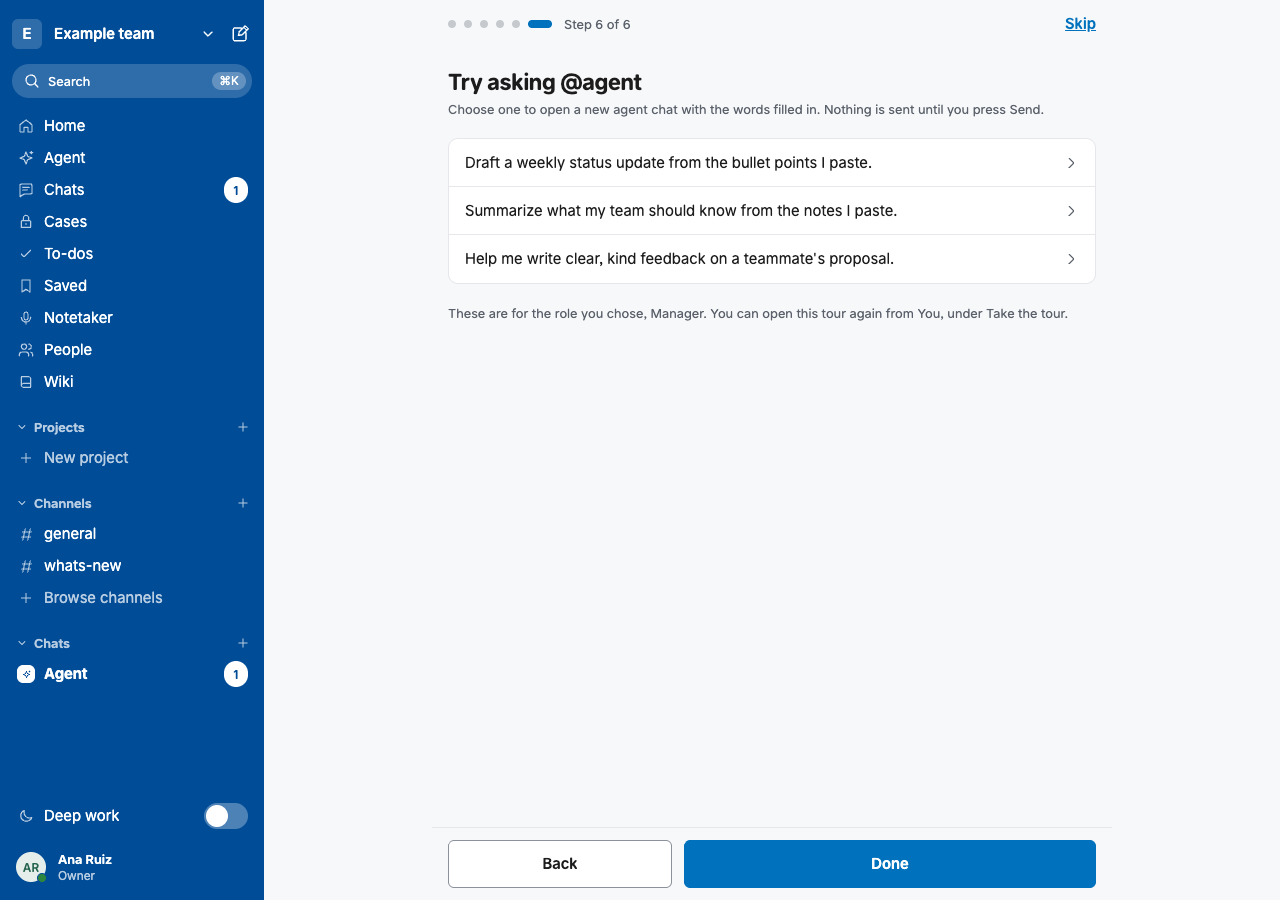 E Example team
Search ⌘K
Home
Agent
Chats 1
Cases
To-dos
Saved
Notetaker
People
Wiki
Projects
New project
Channels
# general
# whats-new
Browse channels
Chats
Agent 1
Deep work
AR Ana Ruiz
Owner
Step 6 of 6
Skip
Try asking @agent
Choose one to open a new agent chat with the words filled in. Nothing is sent until you press Send.
Draft a weekly status update from the bullet points I paste.
Summarize what my team should know from the notes I paste.
Help me write clear, kind feedback on a teammate's proposal.
These are for the role you chose, Manager. You can open this tour again from You, under Take the tour.
Back
Done